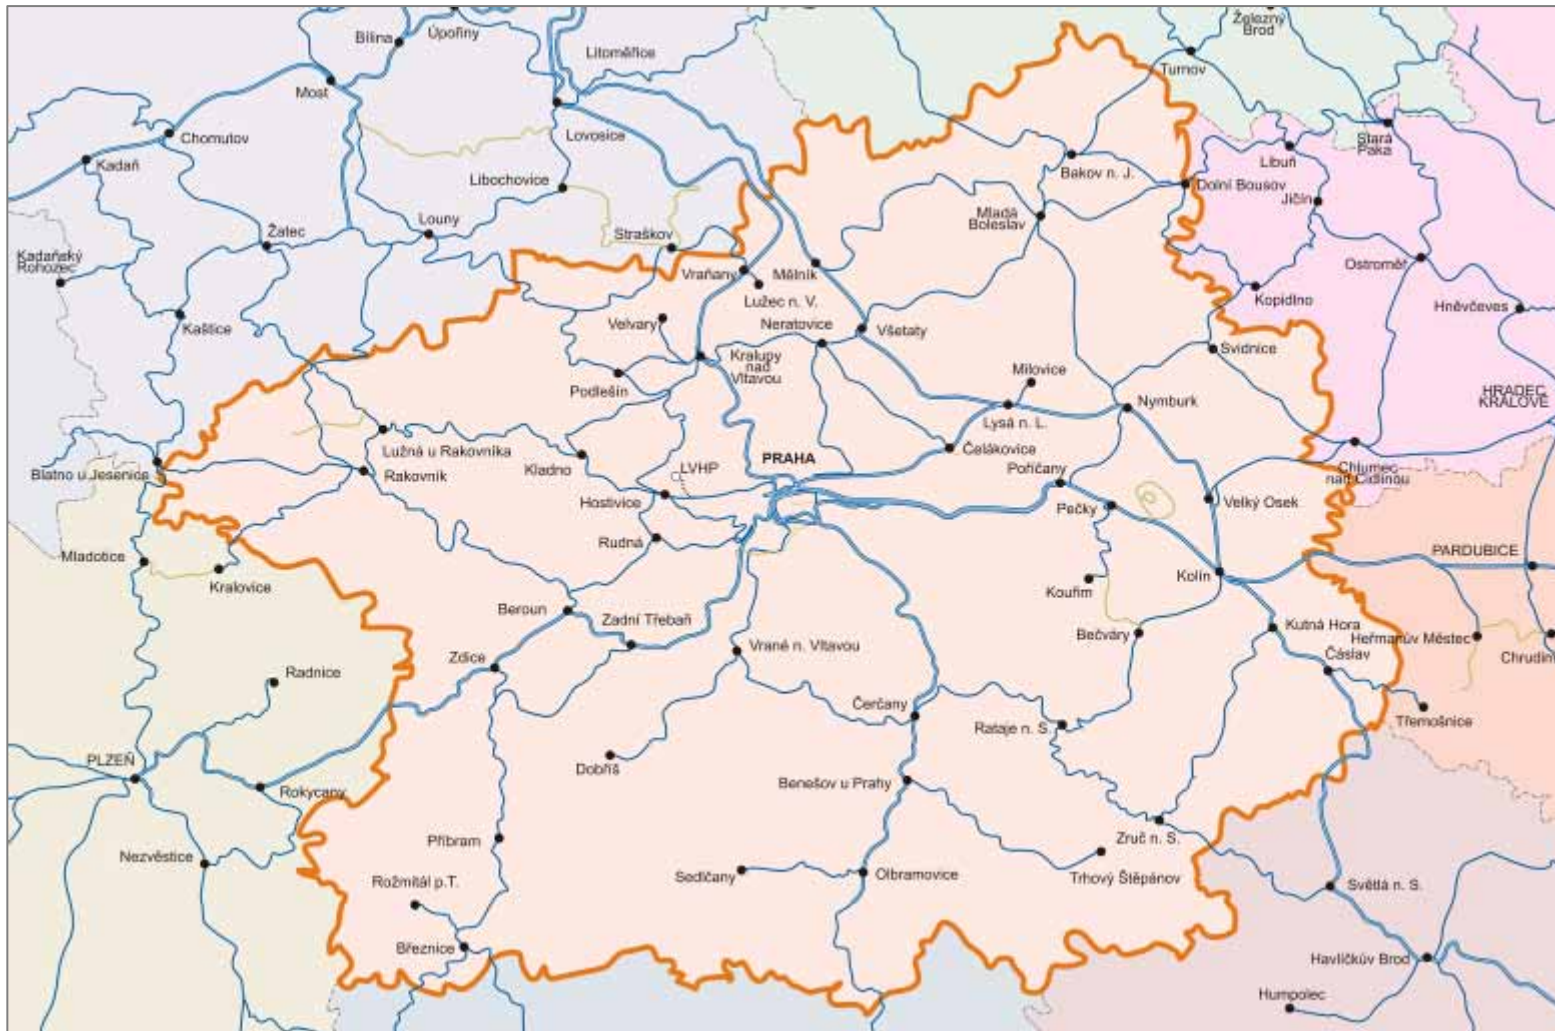 Železný
Brod
Úpořiny
Bílina
Litoměřice
Turnov
Most
Chomutov
Lovosice
Stará
Paka
Kadaň
Libuň
Bakov n. J.
Libochovice
Dolní Bousov
Jičín
Mladá
Boleslav
Louny
Žatec
Straškov
Kadaňský
Rohozec
Ostroměř
Vraňany
Mělník
Lužec n. V.
Kopidlno
Hněvčeves
Kaštice
Velvary
Neratovice
Všetaty
Svidnice
Kralupy
nad
Vltavou
Milovice
Podlešín
HRADEC
KRÁLOVÉ
Nymburk
Lysá n. L.
Lužná u Rakovníka
Čelákovice
PRAHA
Kladno
LVHP
Poříčany
Blatno u Jesenice
Rakovník
Chlumec
nad Cidlinou
Hostivice
Pečky
Velký Osek
Rudná
PARDUBICE
Mladotice
Kralovice
Kolín
Kouřim
Beroun
Zadní Třebaň
Kutná Hora
Bečváry
Heřmanův Městec
Vrané n. Vltavou
Čáslav
Chrudim
Zdice
Radnice
Čerčany
Rataje n. S.
Třemošnice
PLZEŇ
Dobříš
Benešov u Prahy
Rokycany
Příbram
Zruč n. S.
Nezvěstice
Rožmitál p.T.
Sedlčany
Olbramovice
Trhový Štěpánov
Světlá n. S.
Březnice
Havlíčkův Brod
Humpolec